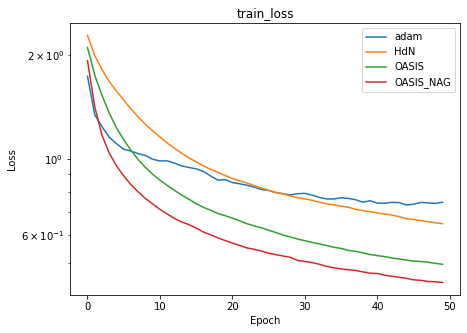 train_loss
adam
HdN
OASIS
OASIS_NAG
Loss
2 × 10⁰
10⁰
6 × 10⁻¹
0
10
20
30
40
50
Epoch